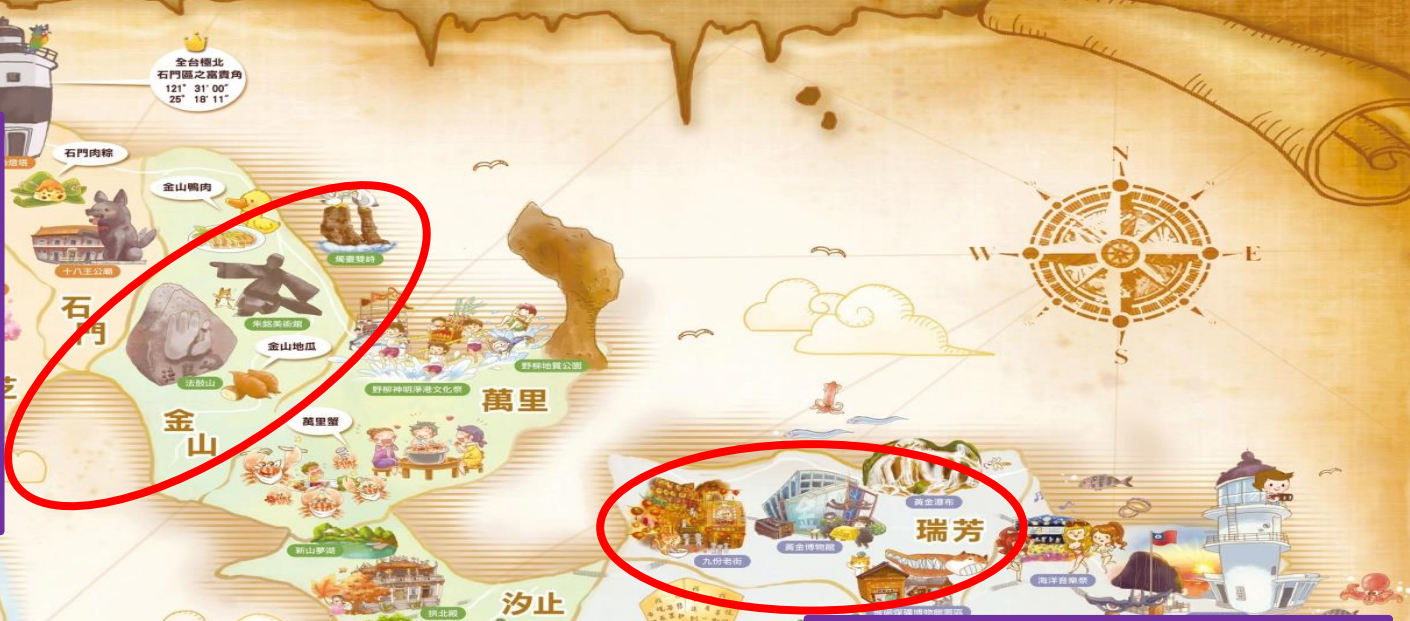 全台極北
石門區之富貴角
121° 31' 00"
25° 18' 11"
石門肉粽
金山鴨肉
十八王公廟
石門
燭臺雙峙
朱銘美術館
金山地瓜
法鼓山
金山
野柳神明淨港文化祭
野柳地質公園
萬里
萬里蟹
新山夢湖
拱北殿
汐止
九份老街
黃金博物館
黃金瀑布
瑞芳
海洋音樂祭
N
W
E
S